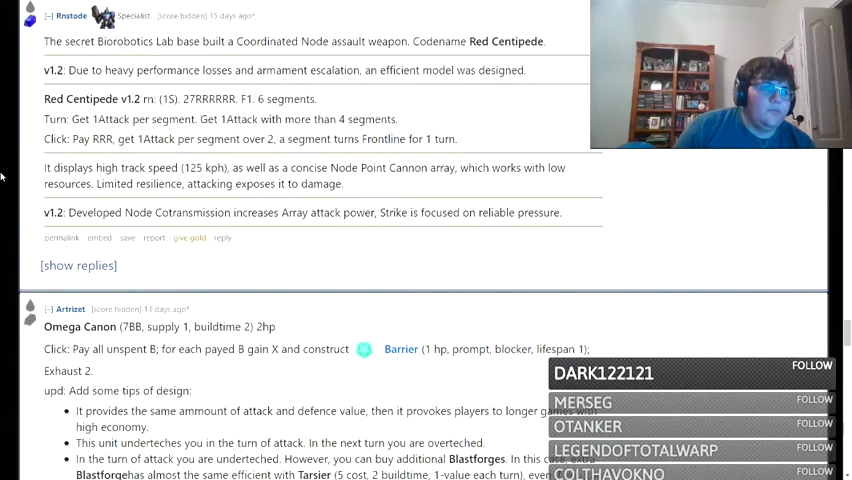 [-] Rnstode Specialist [score hidden] 15 days ago*
The secret Biorobotics Lab base built a Coordinated Node assault weapon. Codename Red Centipede.
v1.2: Due to heavy performance losses and armament escalation, an efficient model was designed.
Red Centipede v1.2 rn: (1S). 27RRRRRR. F1. 6 segments.
Turn: Get 1Attack per segment. Get 1Attack with more than 4 segments.
Click: Pay RRR, get 1Attack per segment over 2, a segment turns Frontline for 1 turn.
It displays high track speed (125 kph), as well as a concise Node Point Cannon array, which works with low
resources. Limited resilience, attacking exposes it to damage.
v1.2: Developed Node Cotransmission increases Array attack power, Strike is focused on reliable pressure.
permalink embed save report give gold reply
[show replies]
[-] Artrizet [score hidden] 13 days ago*
Omega Canon (7BB, supply 1, buildtime 2) 2hp
Click: Pay all unspent B; for each payed B gain X and construct Barrier (1 hp, prompt, blocker, lifespan 1);
Exhaust 2.
upd: Add some tips of design:
It provides the same ammount of attack and defence value, then it provokes players to longer games with
high economy.
This unit underteches you in the turn of attack. In the next turn you are overteched.
In the turn of attack you are underteched. However, you can buy additional Blastforges. In this case, extra
Blastforgehas almost the same efficient with Tarsier (5 cost, 2 buildtime, 1-value each turn), even
DARK122121 FOLLOW
MERSEG FOLLOW
OTANKER FOLLOW
LEGENDOFTOTALWARP FOLLOW
COLTHAVOKNO FOLLOW